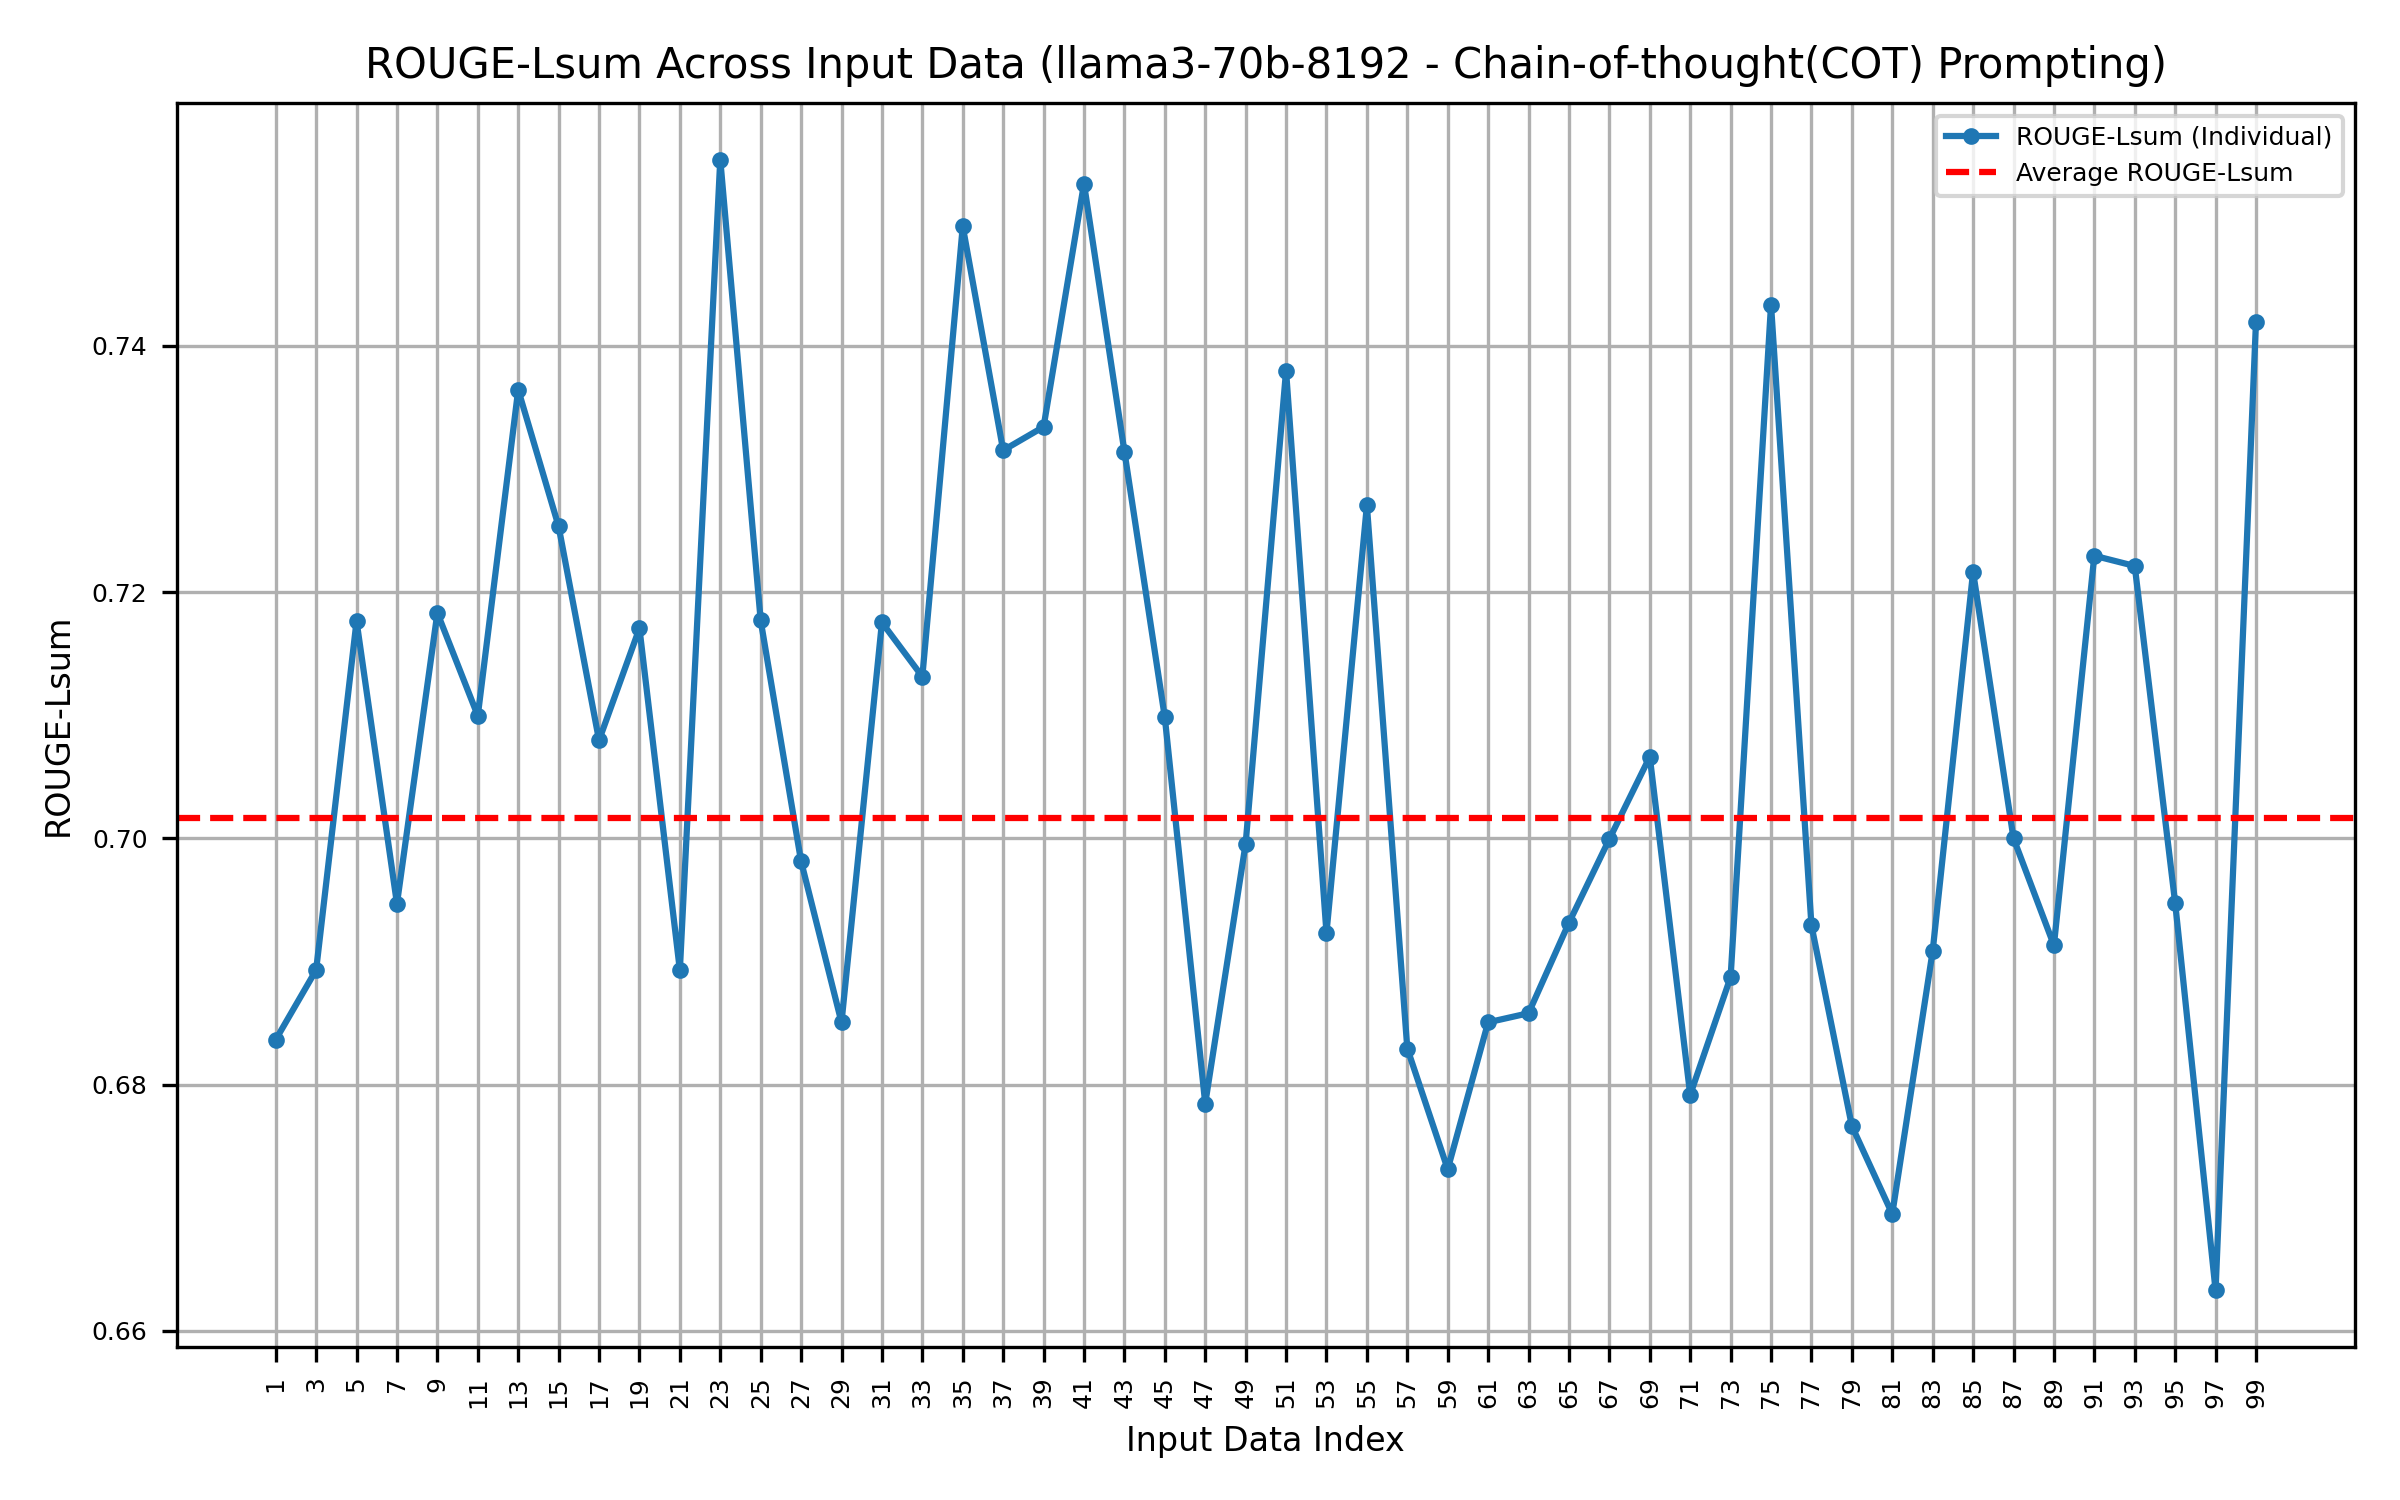 ROUGE-Lsum Across Input Data (llama3-70b-8192 - Chain-of-thought(COT) Prompting)
ROUGE-Lsum (Individual)
Average ROUGE-Lsum
ROUGE-Lsum
0.74
0.72
0.70
0.68
0.66
1 3 5 7 9 11 13 15 17 19 21 23 25 27 29 31 33 35 37 39 41 43 45 47 49 51 53 55 57 59 61 63 65 67 69 71 73 75 77 79 81 83 85 87 89 91 93 95 97 99
Input Data Index